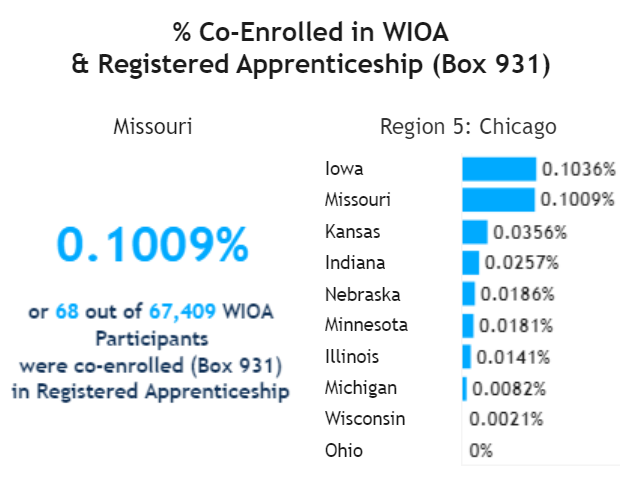 % Co-Enrolled in WIOA
& Registered Apprenticeship (Box 931)
Missouri
0.1009%
or 68 out of 67,409 WIOA
Participants
were co-enrolled (Box 931)
in Registered Apprenticeship
Region 5: Chicago
Iowa 0.1036%
Missouri 0.1009%
Kansas 0.0356%
Indiana 0.0257%
Nebraska 0.0186%
Minnesota 0.0181%
Illinois 0.0141%
Michigan 0.0082%
Wisconsin 0.0021%
Ohio 0%